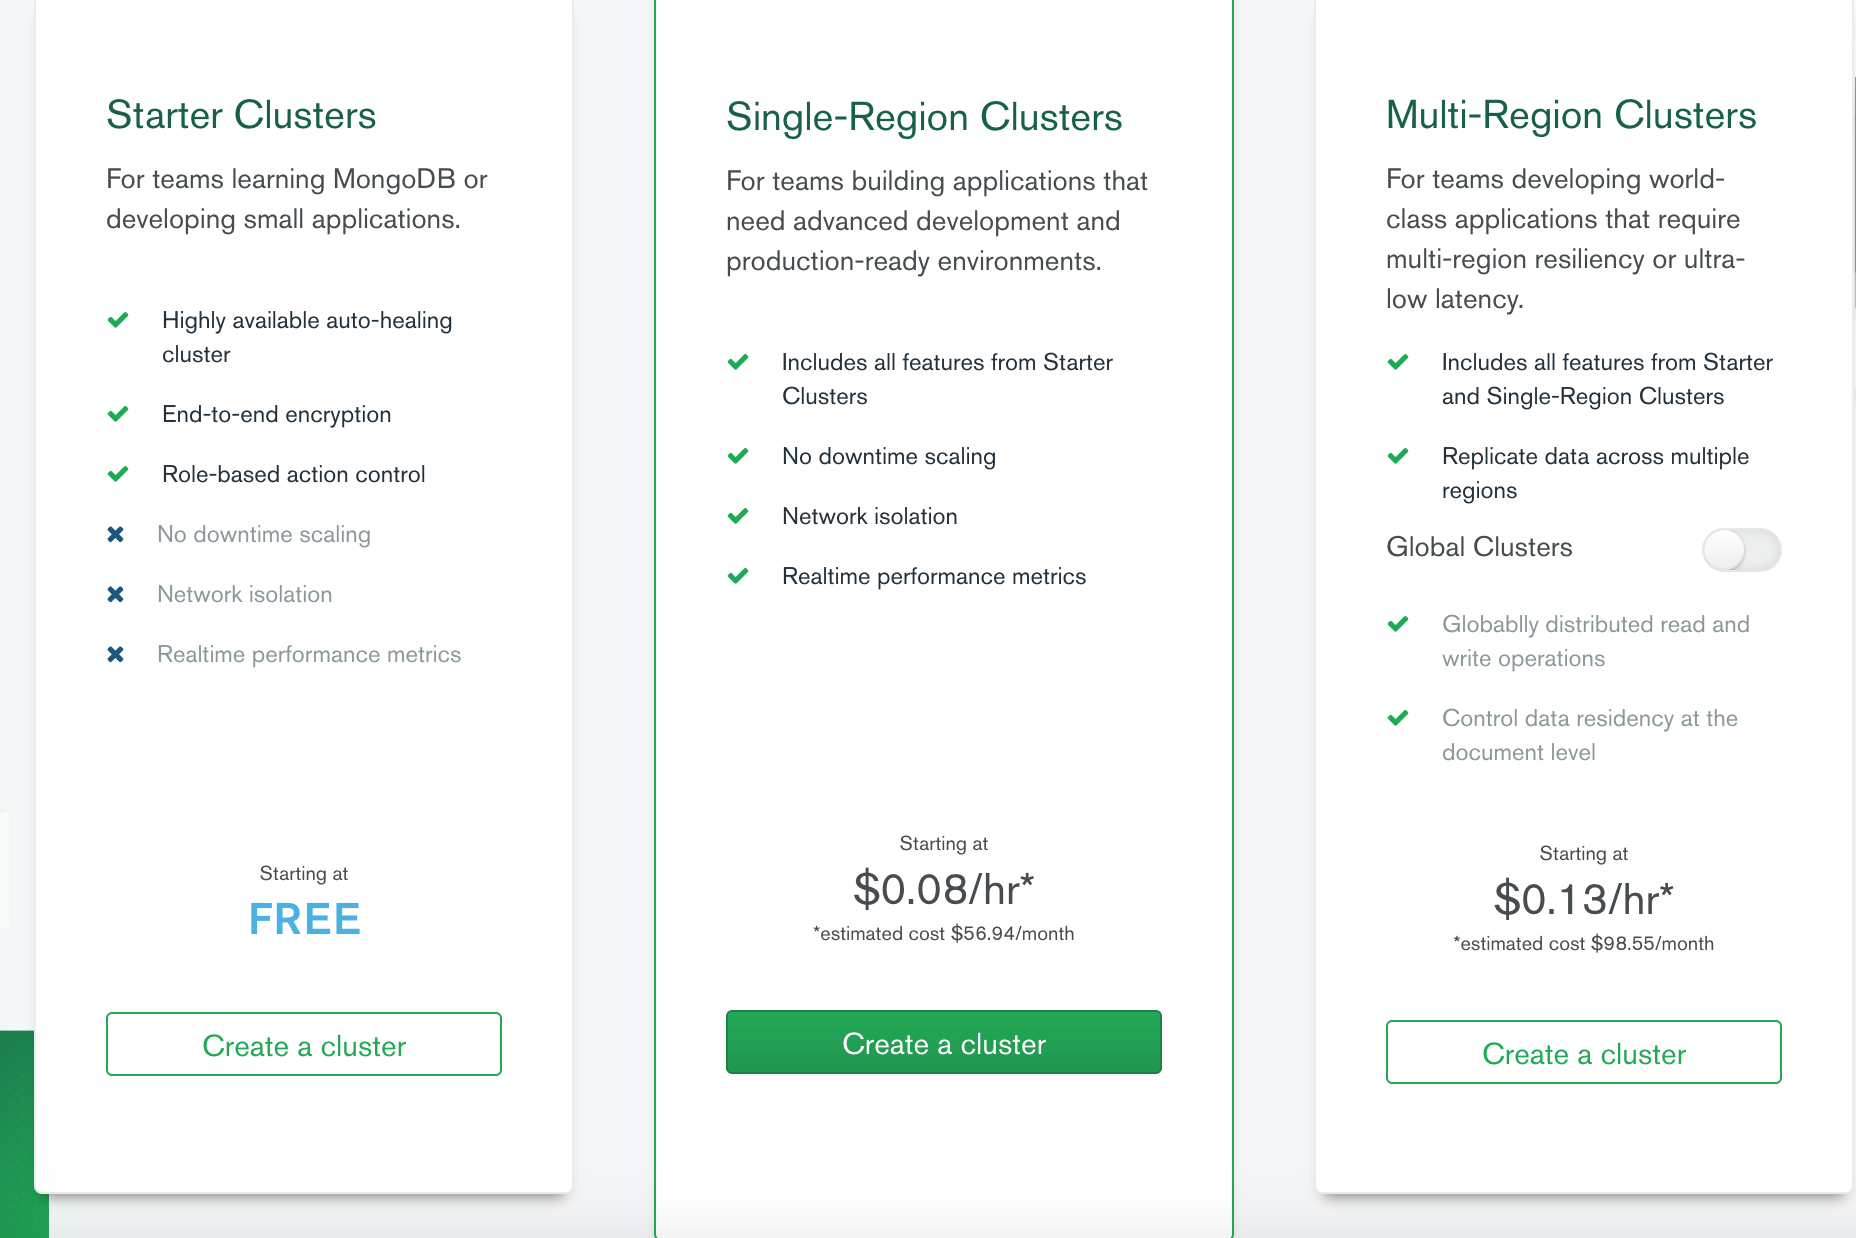 Starter Clusters
For teams learning MongoDB or
developing small applications.
Highly available auto-healing
cluster
End-to-end encryption
Role-based action control
No downtime scaling
Network isolation
Realtime performance metrics
Starting at
FREE
Create a cluster
Single-Region Clusters
For teams building applications that
need advanced development and
production-ready environments.
Includes all features from Starter
Clusters
No downtime scaling
Network isolation
Realtime performance metrics
Starting at
$0.08/hr*
*estimated cost $56.94/month
Create a cluster
Multi-Region Clusters
For teams developing world-
class applications that require
multi-region resiliency or ultra-
low latency.
Includes all features from Starter
and Single-Region Clusters
Replicate data across multiple
regions
Global Clusters
Globablly distributed read and
write operations
Control data residency at the
document level
Starting at
$0.13/hr*
*estimated cost $98.55/month
Create a cluster